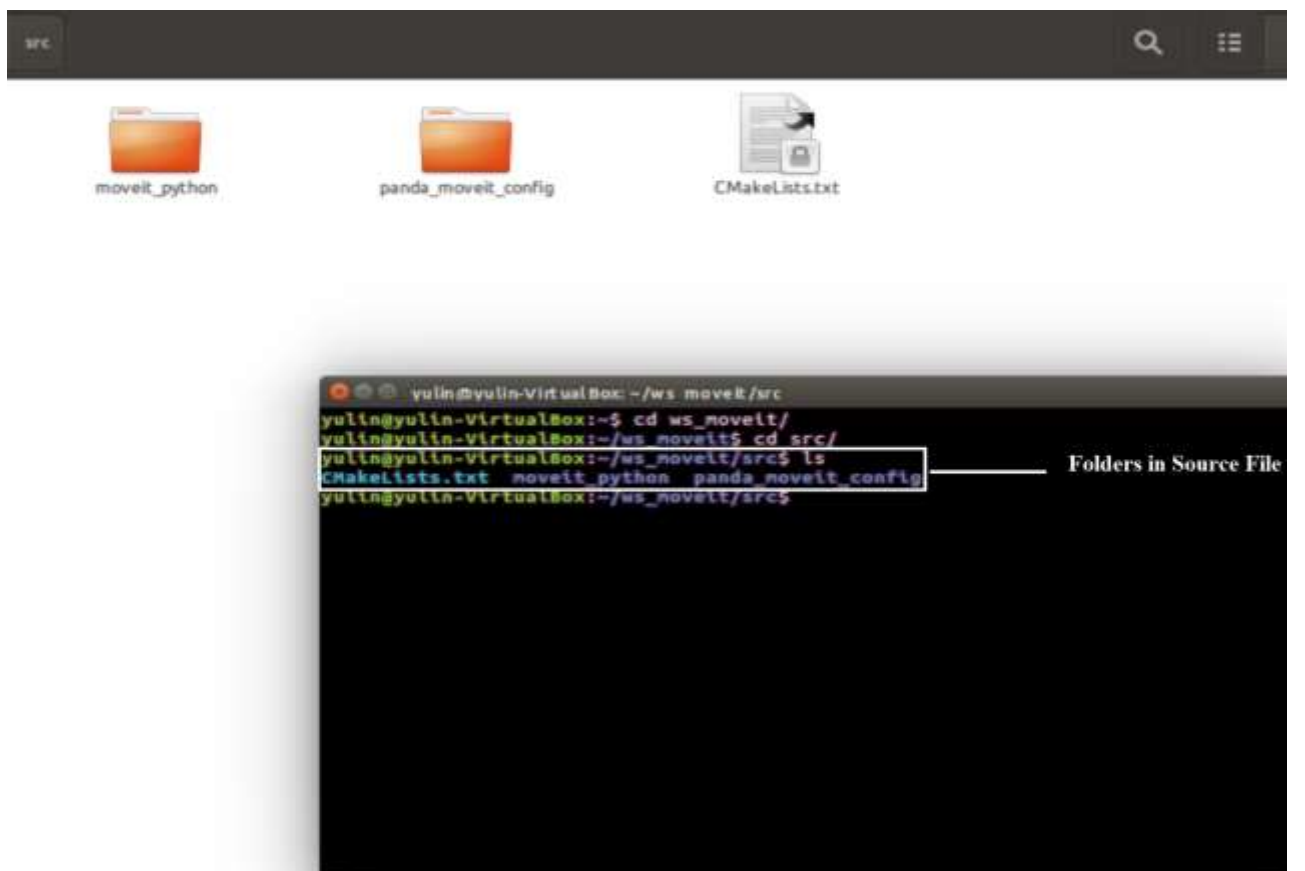 src
moveit_python panda_moveit_config CMakeLists.txt
yulin@yulin-VirtualBox: ~/ws_moveit/src
yulin@yulin-VirtualBox:~$ cd ws_moveit/
yulin@yulin-VirtualBox:~/ws_moveit$ cd src/
yulin@yulin-VirtualBox:~/ws_moveit/src$ ls
CMakeLists.txt moveit_python panda_moveit_config
yulin@yulin-VirtualBox:~/ws_moveit/src$
Folders in Source File